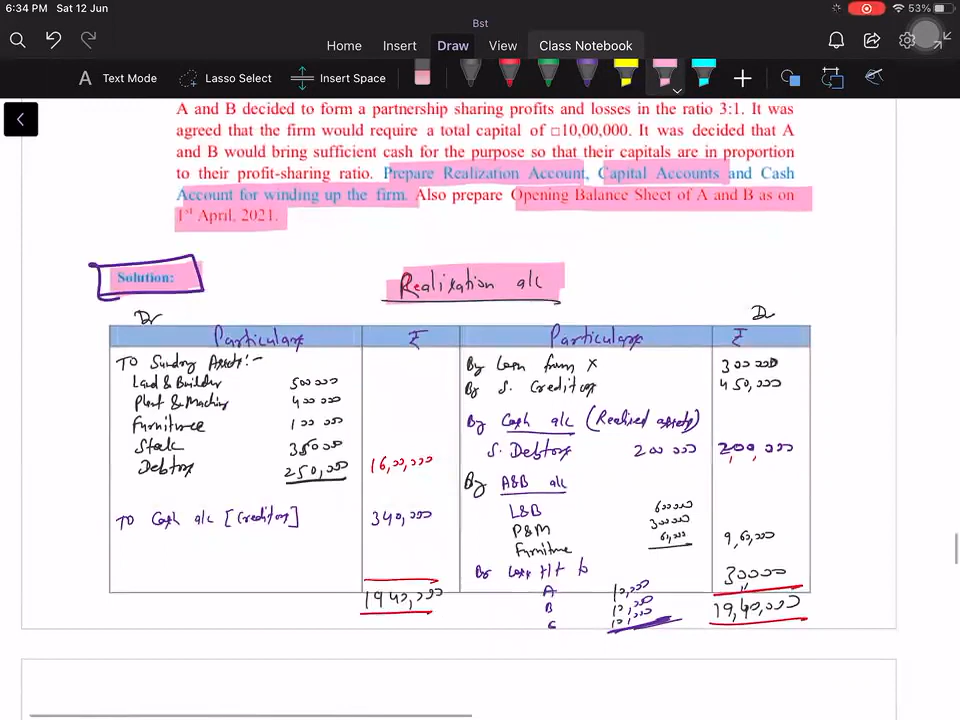 6:34 PM Sat 12 Jun
53%
Bst
Home Insert Draw View Class Notebook
A Text Mode Lasso Select Insert Space
A and B decided to form a partnership sharing profits and losses in the ratio 3:1. It was
agreed that the firm would require a total capital of □10,00,000. It was decided that A
and B would bring sufficient cash for the purpose so that their capitals are in proportion
to their profit-sharing ratio. Prepare Realization Account, Capital Accounts and Cash
Account for winding up the firm. Also prepare Opening Balance Sheet of A and B as on
1st April, 2021.
Solution:
Realixation alc
Dr
Particulars ₹ Particulars ₹
To Sundry Assets:-
Land & Builder 500000
Plant & Machiny 400000
Furniture 100000
Stock 350000
Debtors 250,000 16,00,000
To Cash alc [Creditors] 340,000
1940,000
By Loan from X 300000
By S. Creditors 450,000
By Cash alc (Realised assets)
S. Debtors 200000 200,000
By A&B alc
L&B 600000
P&M 300000
Furniture 60,000 9,60,000
By Loss 30000
A 10,000
B 10,000
C 10,000
19,40,000